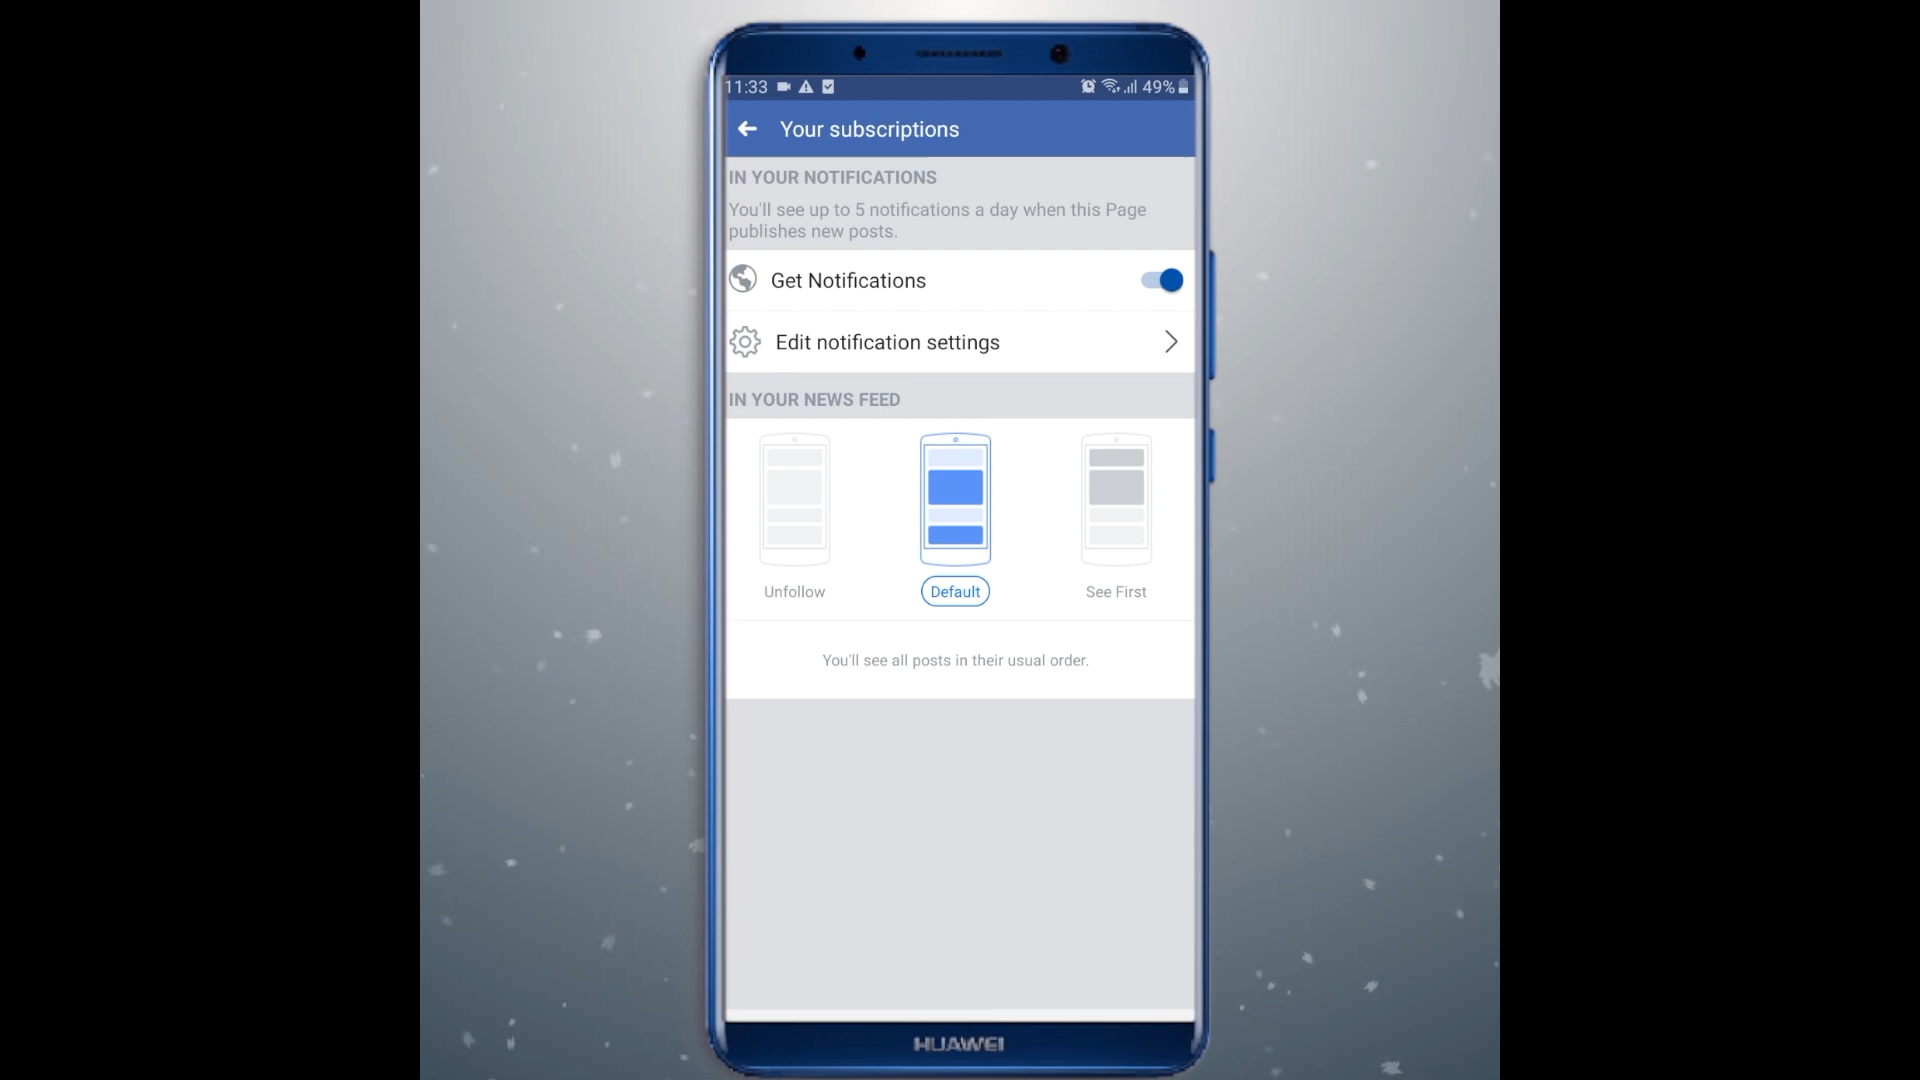 11:33
49%
Your subscriptions
IN YOUR NOTIFICATIONS
You'll see up to 5 notifications a day when this Page
publishes new posts.
Get Notifications
Edit notification settings
IN YOUR NEWS FEED
Unfollow
Default
See First
You'll see all posts in their usual order.
HUAWEI